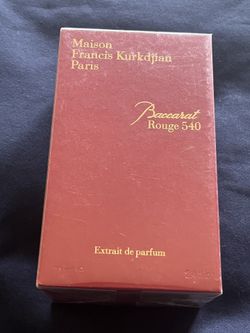 Maison
Francis Kurkdjian
Paris
Baccarat
Rouge 540
Extrait de parfum